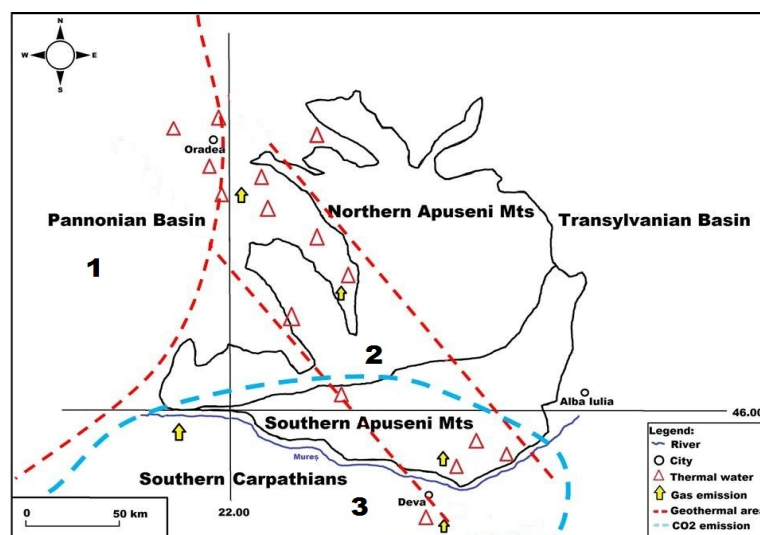 N
W E
S
Oradea
Pannonian Basin
Northern Apuseni Mts
Transylvanian Basin
1
2
Alba Iulia
46.00
Southern Apuseni Mts
Mureș
Southern Carpathians
3
Deva
0 50 km
22.00
Legend:
River
City
Thermal water
Gas emission
Geothermal area
CO2 emission